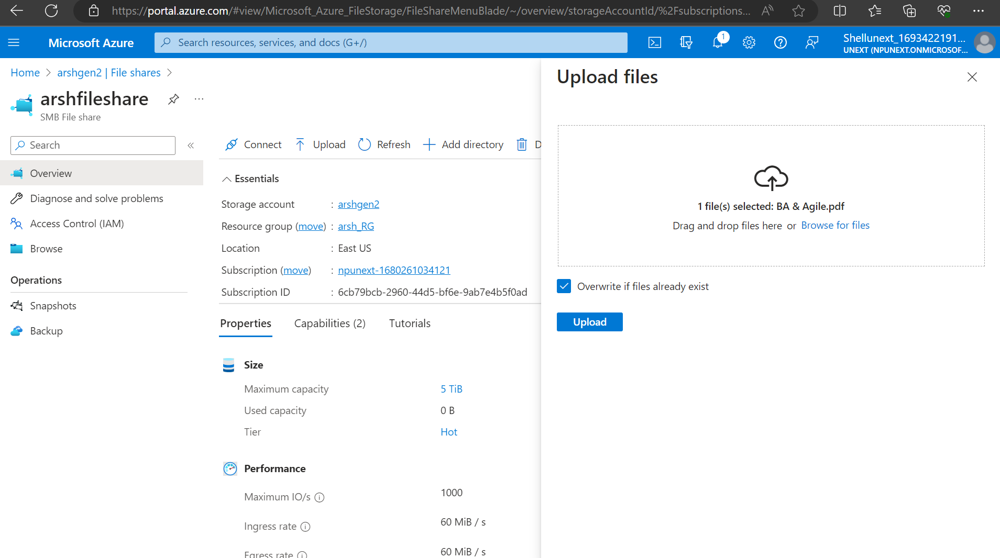 https://portal.azure.com/#view/Microsoft_Azure_FileStorage/FileShareMenuBlade/~/overview/storageAccountId/%2Fsubscriptions...
Microsoft Azure
Search resources, services, and docs (G+/)
1
Shellunext_1693422191...
UNEXT (NPUNEXT.ONMICROSOF...
Home > arshgen2 | File shares >
arshfileshare
SMB File share
Search
Overview
Diagnose and solve problems
Access Control (IAM)
Browse
Operations
Snapshots
Backup
Connect Upload Refresh Add directory D
Essentials
Storage account : arshgen2
Resource group (move) : arsh_RG
Location : East US
Subscription (move) : npunext-1680261034121
Subscription ID : 6cb79bcb-2960-44d5-bf6e-9ab7e4b5f0ad
Properties Capabilities (2) Tutorials
Size
Maximum capacity 5 TiB
Used capacity 0 B
Tier Hot
Performance
Maximum IO/s 1000
Ingress rate 60 MiB / s
Egress rate 60 MiB / s
Upload files
1 file(s) selected: BA & Agile.pdf
Drag and drop files here or Browse for files
Overwrite if files already exist
Upload